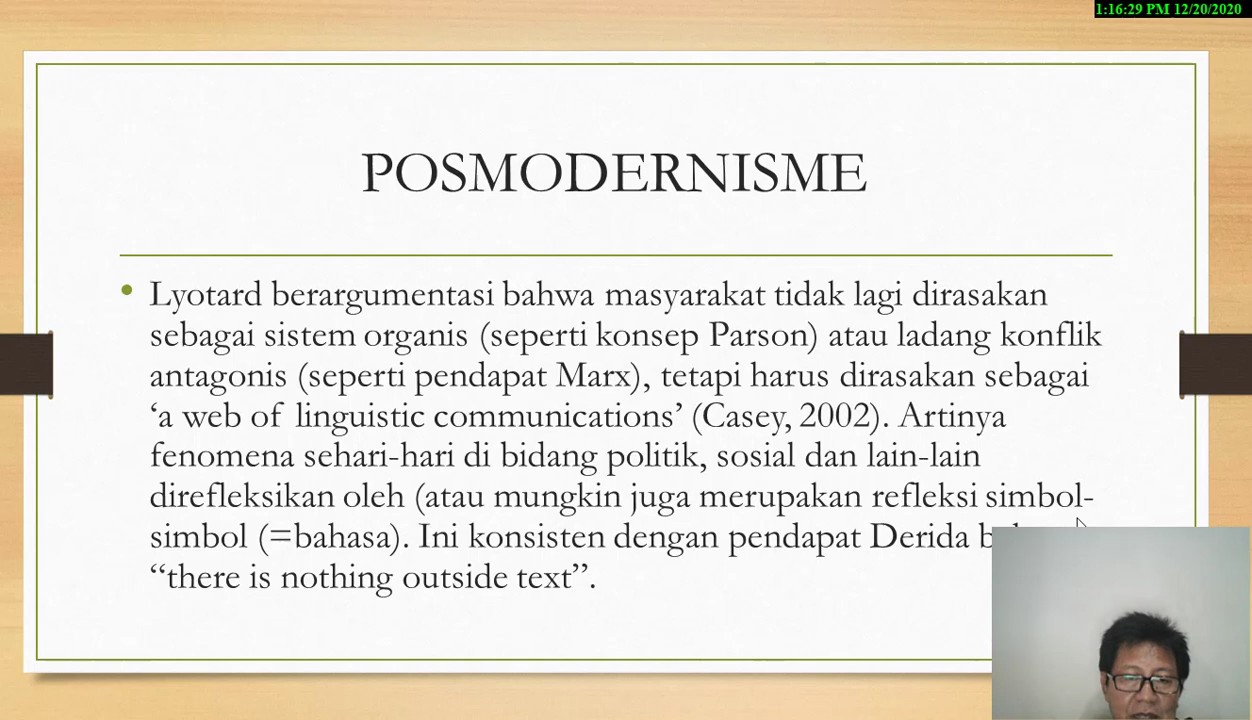 1:16:29 PM 12/20/2020
POSMODERNISME
• Lyotard berargumentasi bahwa masyarakat tidak lagi dirasakan
sebagai sistem organis (seperti konsep Parson) atau ladang konflik
antagonis (seperti pendapat Marx), tetapi harus dirasakan sebagai
‘a web of linguistic communications’ (Casey, 2002). Artinya
fenomena sehari-hari di bidang politik, sosial dan lain-lain
direfleksikan oleh (atau mungkin juga merupakan refleksi simbol-
simbol (=bahasa). Ini konsisten dengan pendapat Derida
“there is nothing outside text”.